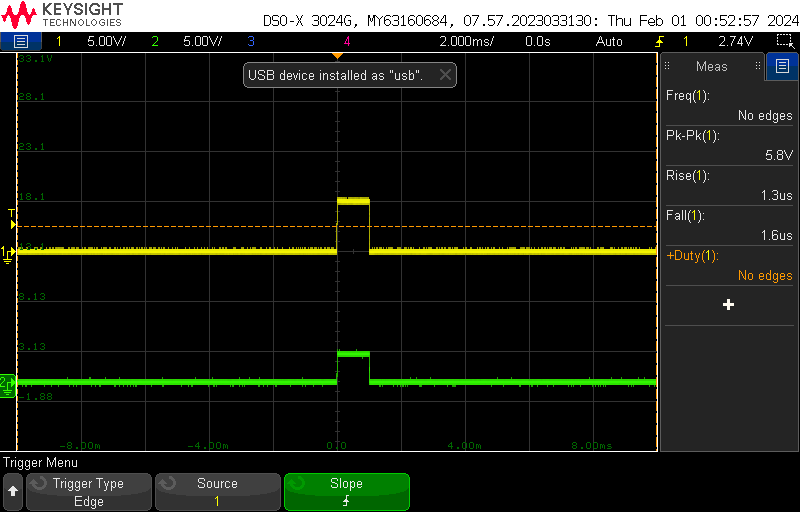 KEYSIGHT
TECHNOLOGIES
DSO-X 3024G, MY63160684, 07.57.2023033130: Thu Feb 01 00:52:57 2024
1 5.00V/ 2 5.00V/ 3 4 2.000ms/ 0.0s Auto 1 2.74V
33.1V
USB device installed as "usb".
28.1
23.1
18.1
T
1
8.13
3.13
2
-1.88
-8.00m -4.00m 0.0 4.00m 8.00ms
Meas
Freq(1):
No edges
Pk-Pk(1):
5.8V
Rise(1):
1.3us
Fall(1):
1.6us
+Duty(1):
No edges
Trigger Menu
Trigger Type
Edge
Source
1
Slope